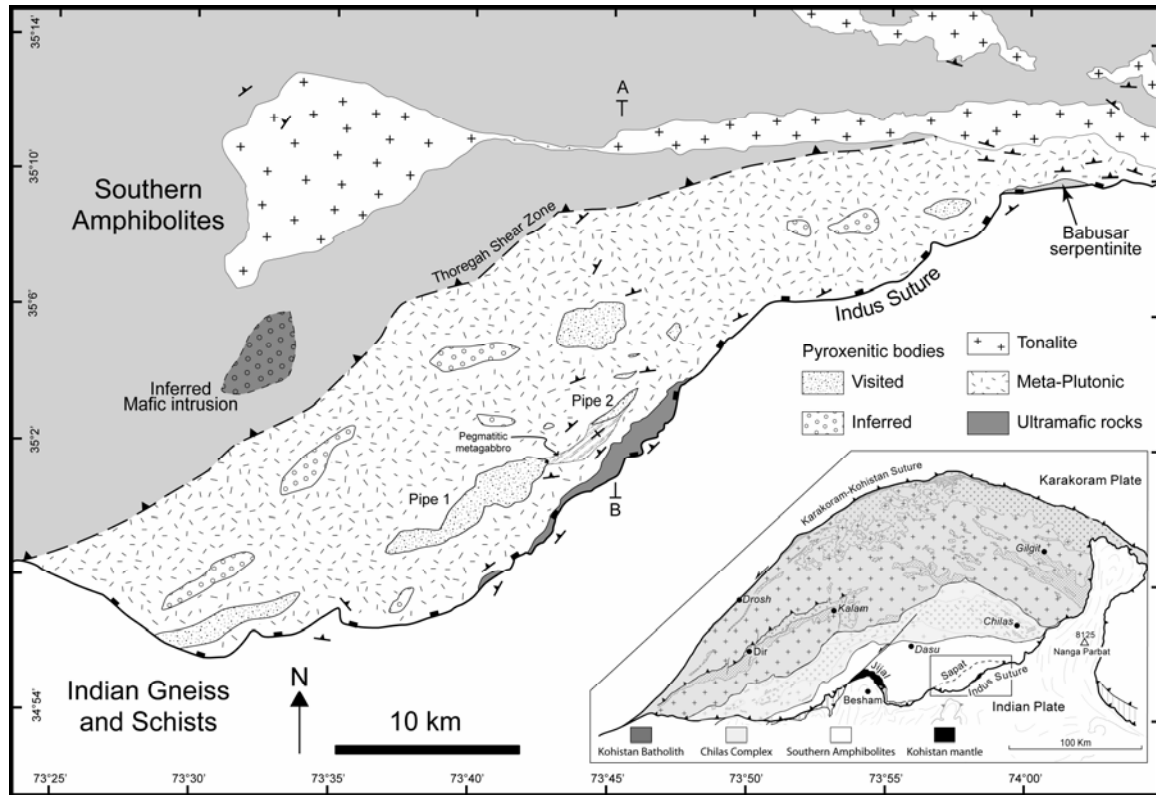 35°14'
35°10'
35°6'
35°2'
34°54'
A
Southern
Amphibolites
Thoregah Shear Zone
Babusar
serpentinite
Indus Suture
Inferred
Mafic intrusion
Pyroxenitic bodies
Visited
Inferred
Tonalite
Meta-Plutonic
Ultramafic rocks
Pipe 2
Pegmatitic
metagabbro
Pipe 1
B
Indian Gneiss
and Schists
N
10 km
Karakoram-Kohistan Suture
Karakoram Plate
Gilgit
Drosh
Kalam
Chilas
8125
Nanga Parbat
Dir
Dasu
Jijal
Sapat
Indus Suture
Besham
Indian Plate
Kohistan Batholith
Chilas Complex
Southern Amphibolites
Kohistan mantle
100 Km
73°25
73°30
73°35
73°40
73°45
73°50
73°55
74°00